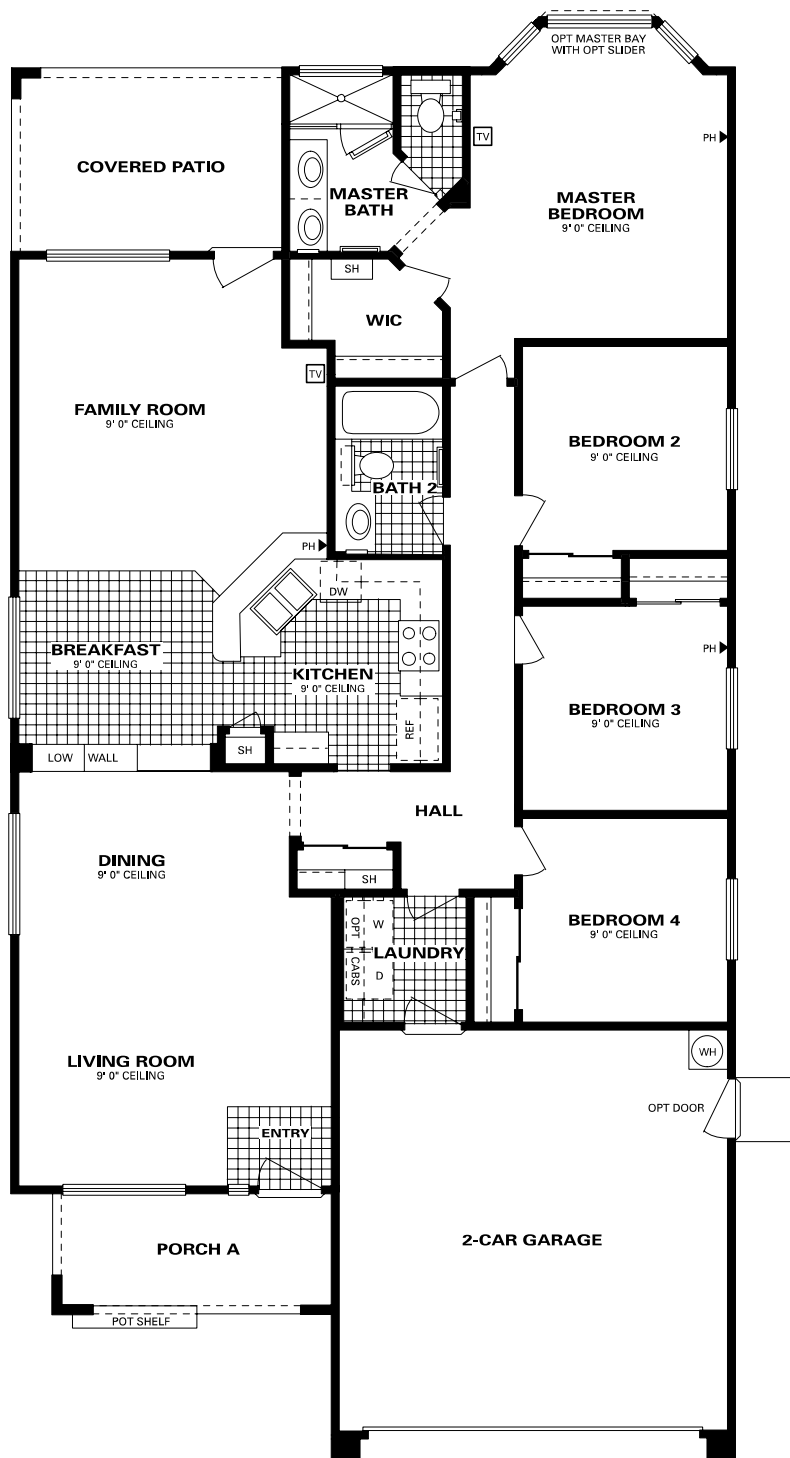 OPT MASTER BAY
WITH OPT SLIDER
TV
PH
COVERED PATIO
MASTER
BATH
MASTER
BEDROOM
9' 0" CEILING
SH
WIC
TV
FAMILY ROOM
9' 0" CEILING
BEDROOM 2
9' 0" CEILING
BATH 2
PH
DW
BREAKFAST
9' 0" CEILING
KITCHEN
9' 0" CEILING
PH
REF
BEDROOM 3
9' 0" CEILING
SH
LOW WALL
HALL
DINING
9' 0" CEILING
SH
OPT CABS
W
D
LAUNDRY
BEDROOM 4
9' 0" CEILING
LIVING ROOM
9' 0" CEILING
WH
OPT DOOR
ENTRY
PORCH A
2-CAR GARAGE
POT SHELF